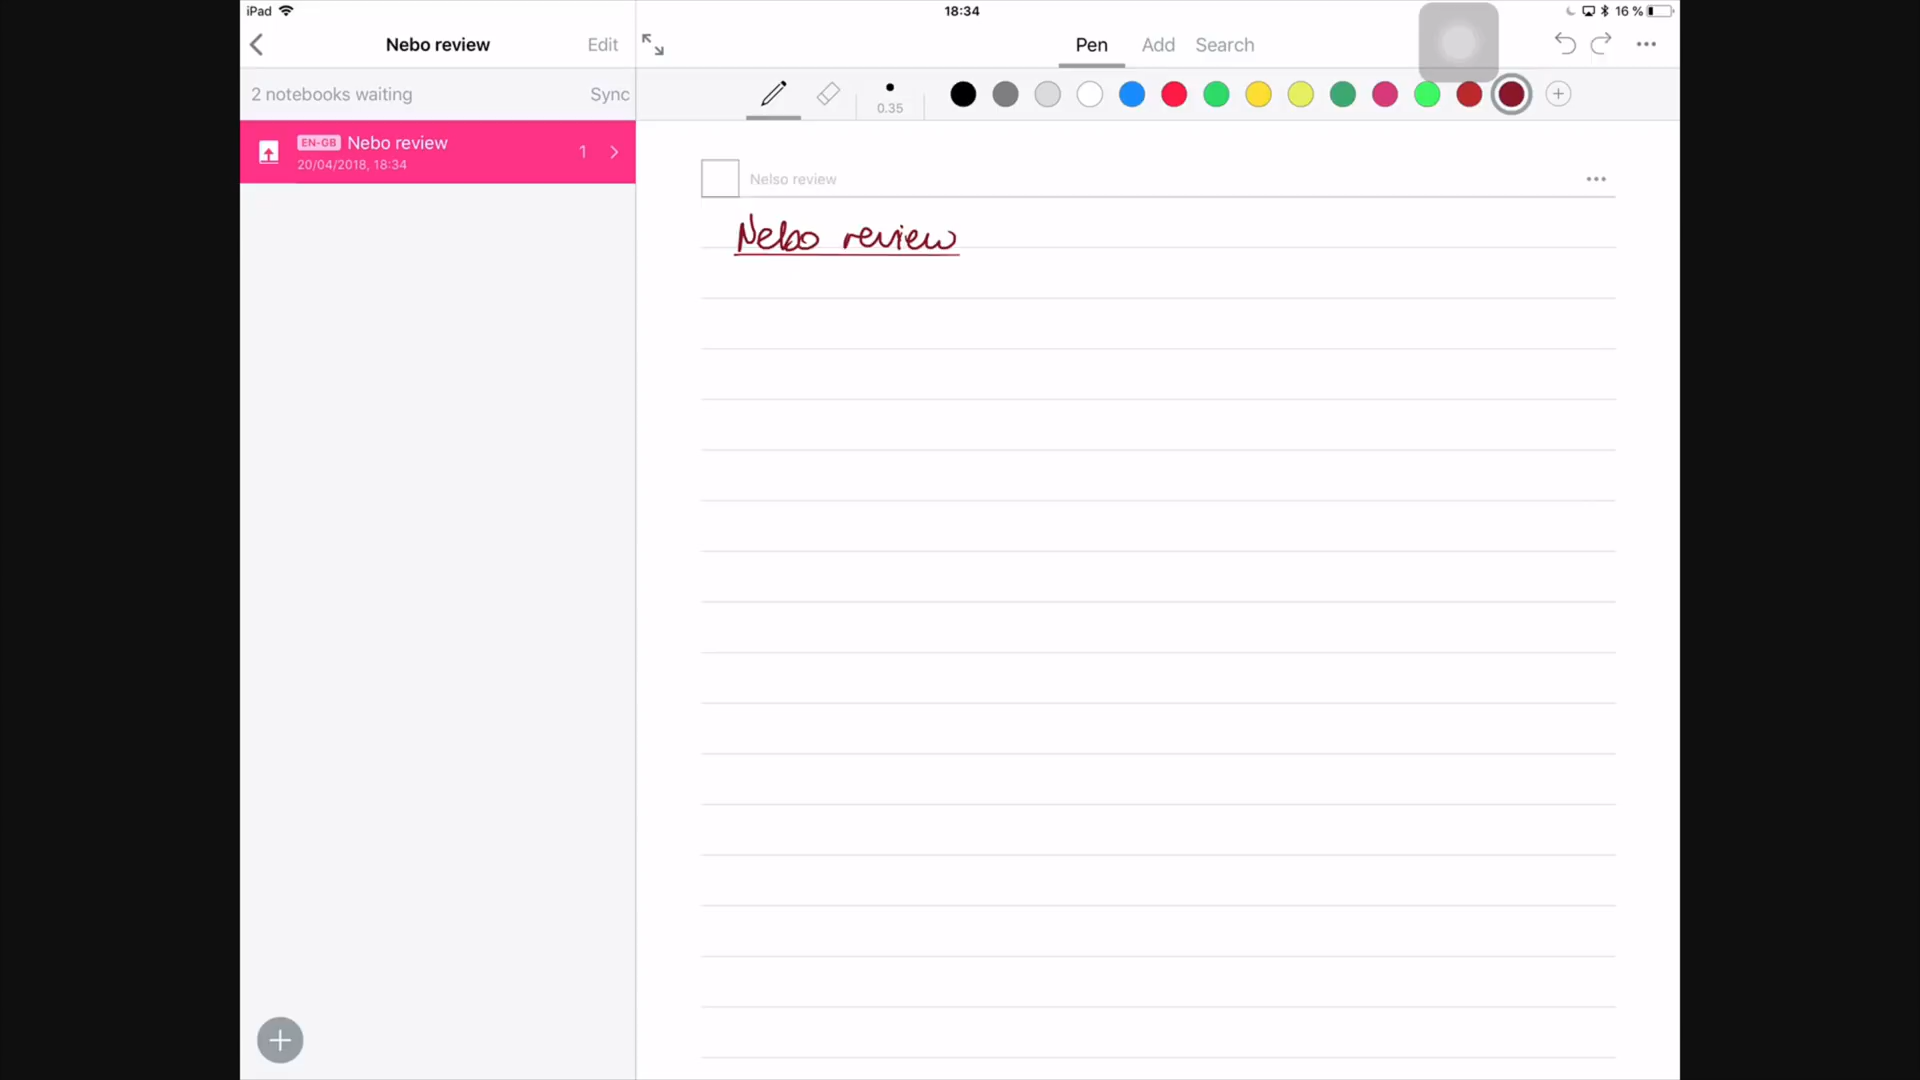 iPad 18:34 16 %
Nebo review Edit Pen Add Search
2 notebooks waiting Sync 0.35
EN-GB Nebo review 1
20/04/2018, 18:34
Nelso review
Nebo review